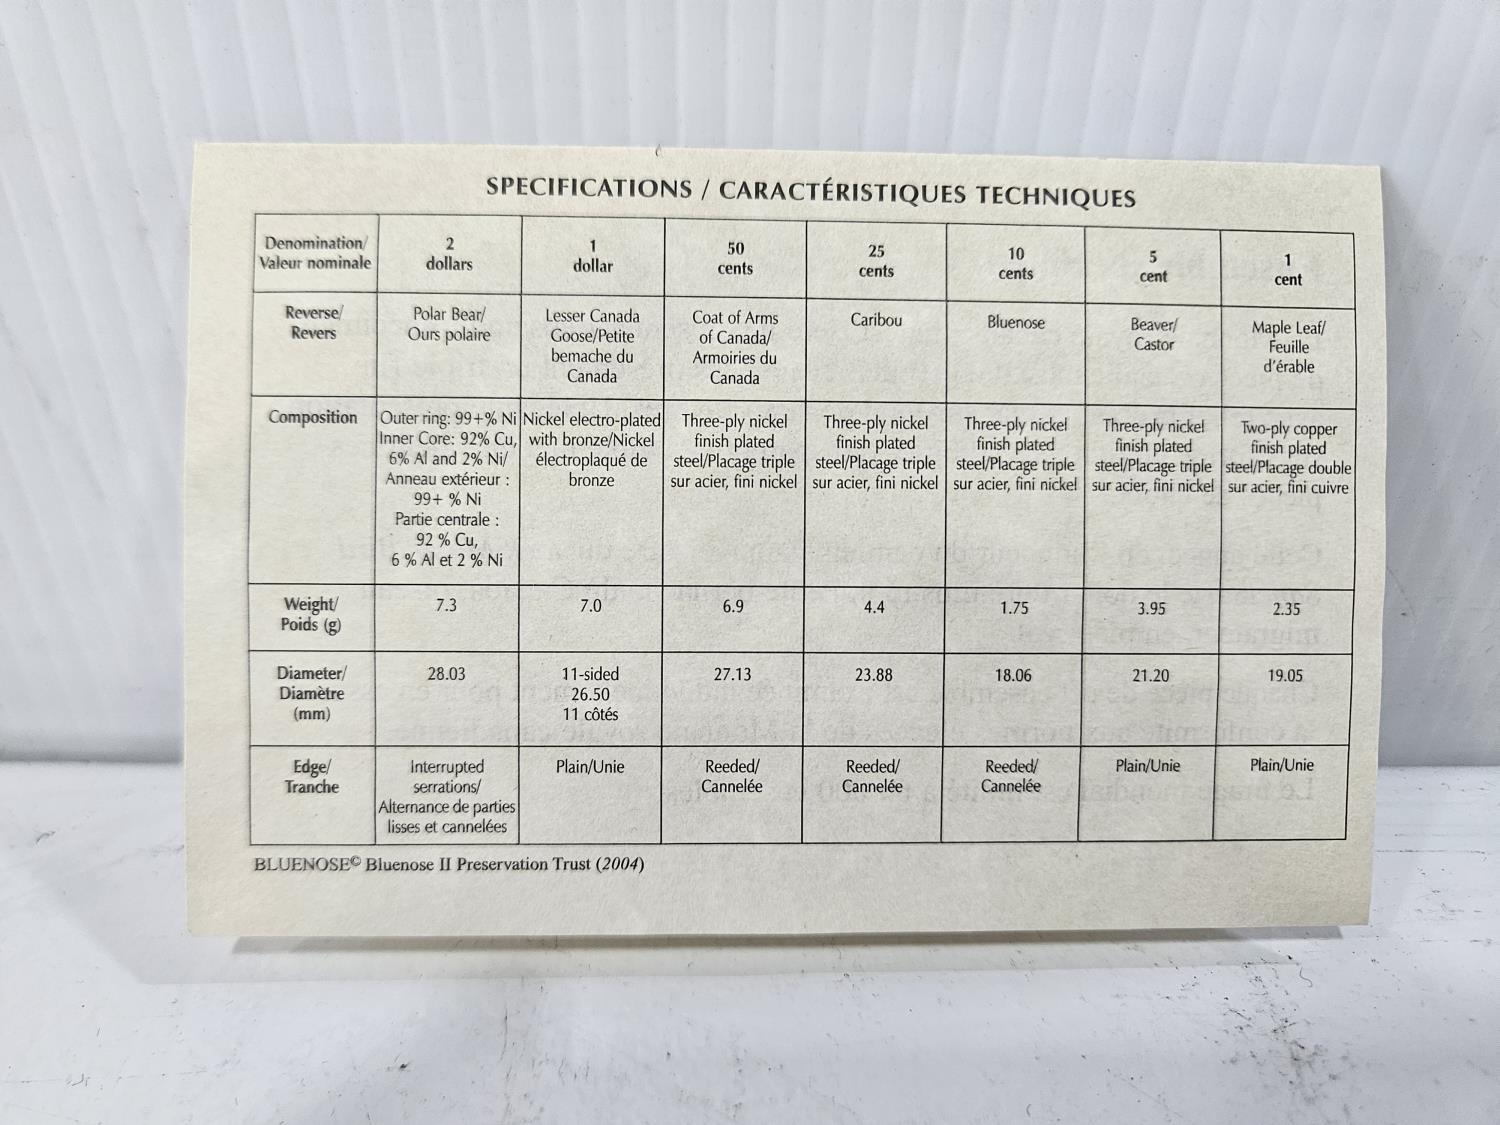 SPECIFICATIONS / CARACTÉRISTIQUES TECHNIQUES
Denomination/
Valeur nominale
2
dollars
1
dollar
50
cents
25
cents
10
cents
5
cent
1
cent
Reverse/
Revers
Polar Bear/
Ours polaire
Lesser Canada
Goose/Petite
bernache du
Canada
Coat of Arms
of Canada/
Armoiries du
Canada
Caribou
Bluenose
Beaver/
Castor
Maple Leaf/
Feuille
d'érable
Composition
Outer ring: 99+% Ni
Inner Core: 92% Cu,
6% Al and 2% Ni/
Anneau extérieur :
99+ % Ni
Partie centrale :
92 % Cu,
6 % Al et 2 % Ni
Nickel electro-plated
with bronze/Nickel
électroplaqué de
bronze
Three-ply nickel
finish plated
steel/Placage triple
sur acier, fini nickel
Three-ply nickel
finish plated
steel/Placage triple
sur acier, fini nickel
Three-ply nickel
finish plated
steel/Placage triple
sur acier, fini nickel
Three-ply nickel
finish plated
steel/Placage triple
sur acier, fini nickel
Two-ply copper
finish plated
steel/Placage double
sur acier, fini cuivre
Weight/
Poids (g)
7.3
7.0
6.9
4.4
1.75
3.95
2.35
Diameter/
Diamètre
(mm)
28.03
11-sided
26.50
11 côtés
27.13
23.88
18.06
21.20
19.05
Edge/
Tranche
Interrupted
serrations/
Alternance de parties
lisses et cannelées
Plain/Unie
Reeded/
Cannelée
Reeded/
Cannelée
Reeded/
Cannelée
Plain/Unie
Plain/Unie
BLUENOSE© Bluenose II Preservation Trust (2004)